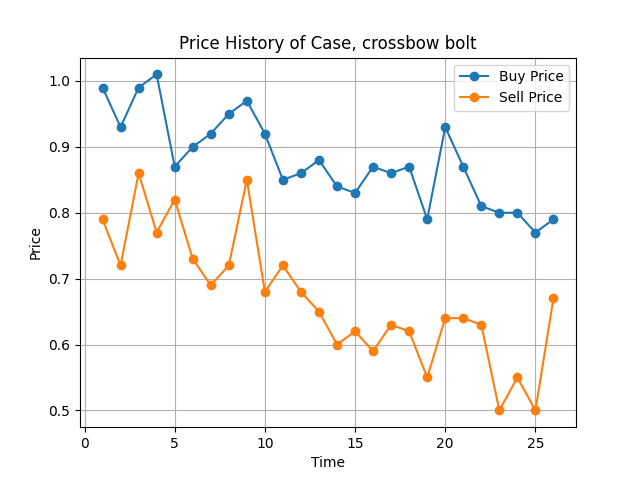 Price History of Case, crossbow bolt
Buy Price
Sell Price
1.0
0.9
0.8
0.7
0.6
0.5
Price
0 5 10 15 20 25
Time